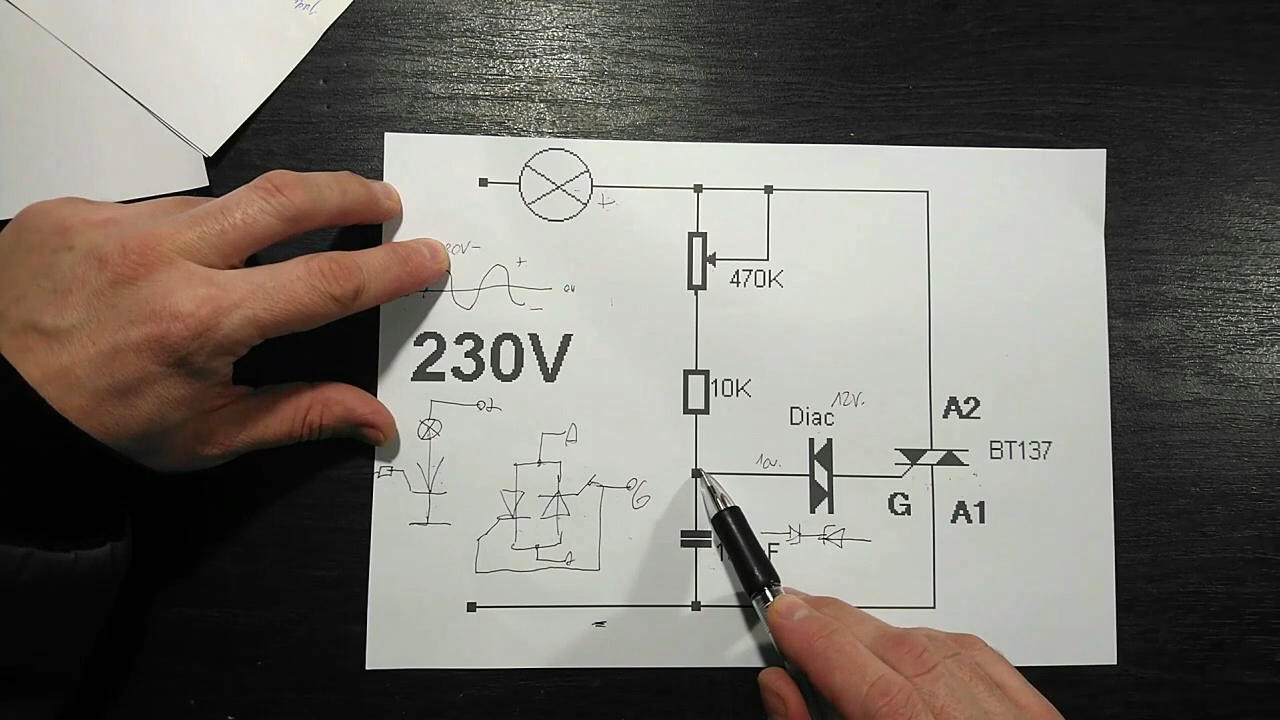 +
470K
+
0V
-
230V
10K
12V.
Diac
A2
BT137
A
10V.
G
G
A1
F